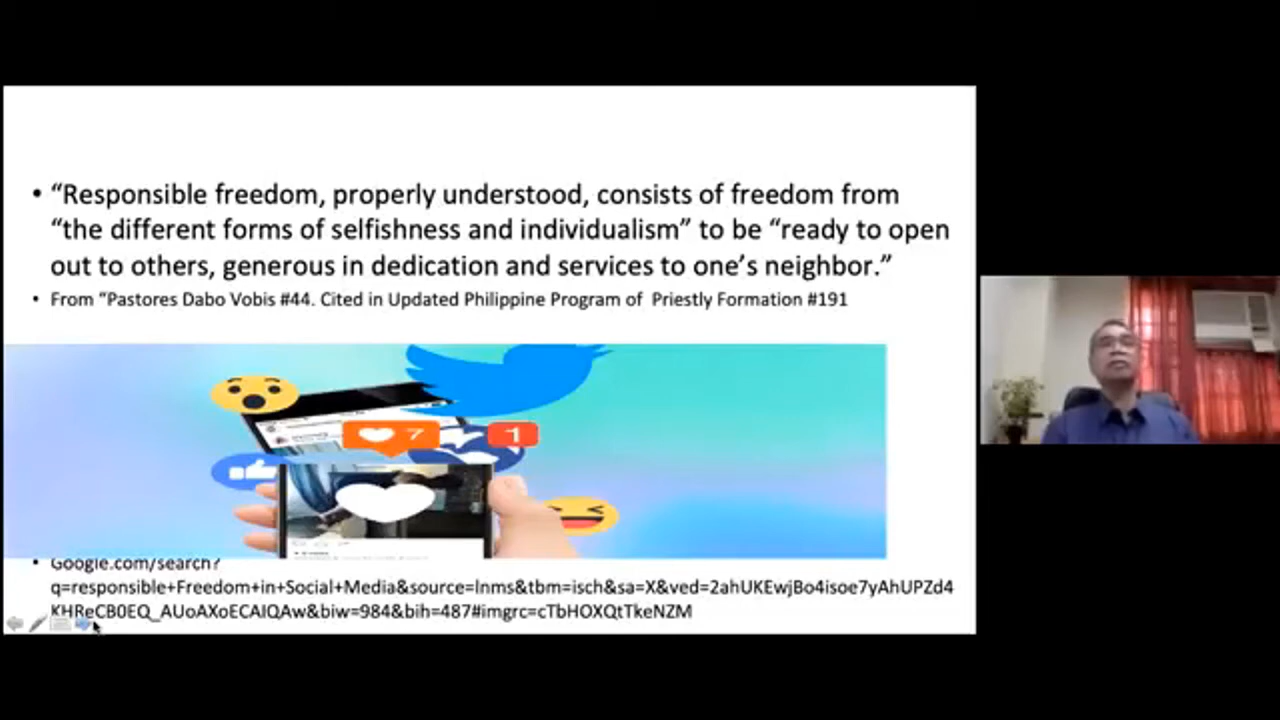 • “Responsible freedom, properly understood, consists of freedom from
“the different forms of selfishness and individualism” to be “ready to open
out to others, generous in dedication and services to one’s neighbor.”
• From “Pastores Dabo Vobis #44. Cited in Updated Philippine Program of Priestly Formation #191
7
1
• Google.com/search?
q=responsible+Freedom+in+Social+Media&source=lnms&tbm=isch&sa=X&ved=2ahUKEwjBo4isoe7yAhUPZd4
KHReCB0EQ_AUoAXoECAIQAw&biw=984&bih=487#imgrc=cTbHOXQtTkeNZM